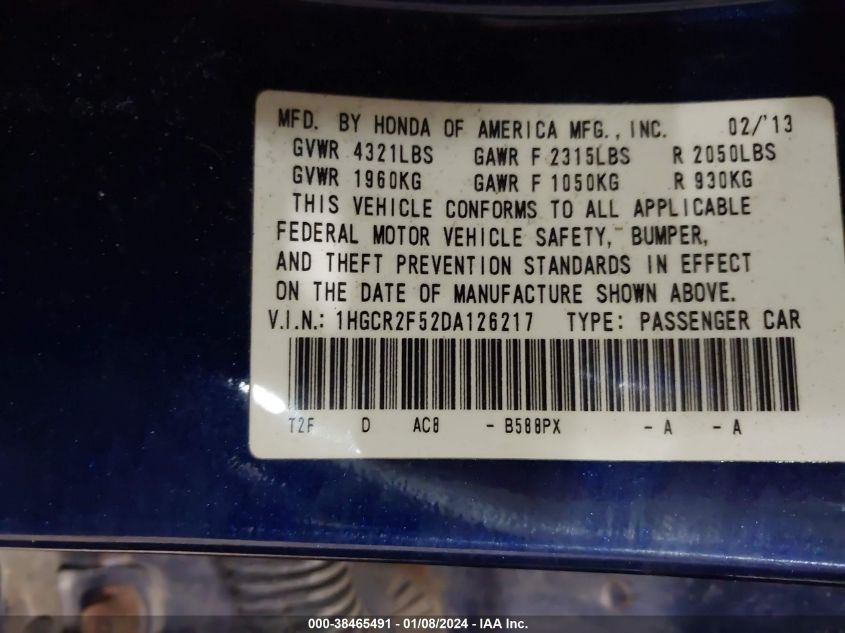 MFD. BY HONDA OF AMERICA MFG., INC. 02/'13
GVWR 4321LBS GAWR F 2315LBS R 2050LBS
GVWR 1960KG GAWR F 1050KG R 930KG
THIS VEHICLE CONFORMS TO ALL APPLICABLE
FEDERAL MOTOR VEHICLE SAFETY, BUMPER,
AND THEFT PREVENTION STANDARDS IN EFFECT
ON THE DATE OF MANUFACTURE SHOWN ABOVE.
V.I.N.: 1HGCR2F52DA126217 TYPE: PASSENGER CAR
T2F D AC8 - B588PX - A - A
000-38465491 - 01/08/2024 - IAA Inc.